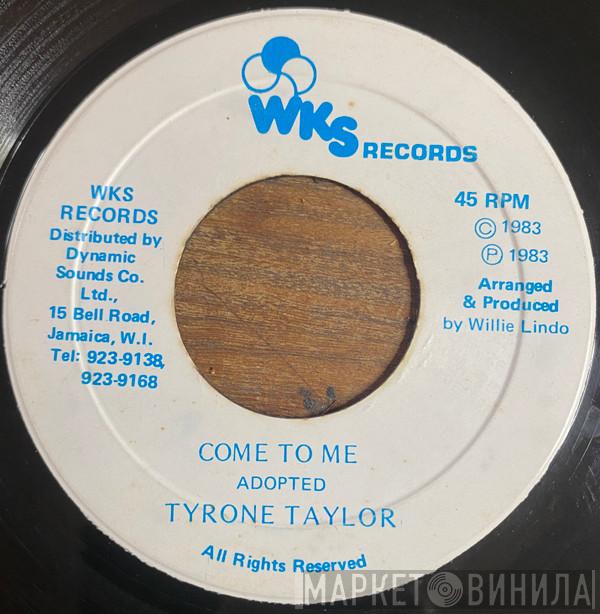 WKS RECORDS
WKS
RECORDS
Distributed by
Dynamic
Sounds Co.
Ltd.,
15 Bell Road,
Jamaica, W.I.
Tel: 923-9138,
923-9168
45 RPM
© 1983
℗ 1983
Arranged
& Produced
by Willie Lindo
COME TO ME
ADOPTED
TYRONE TAYLOR
All Rights Reserved
МАРКЕТ ВИНИЛА